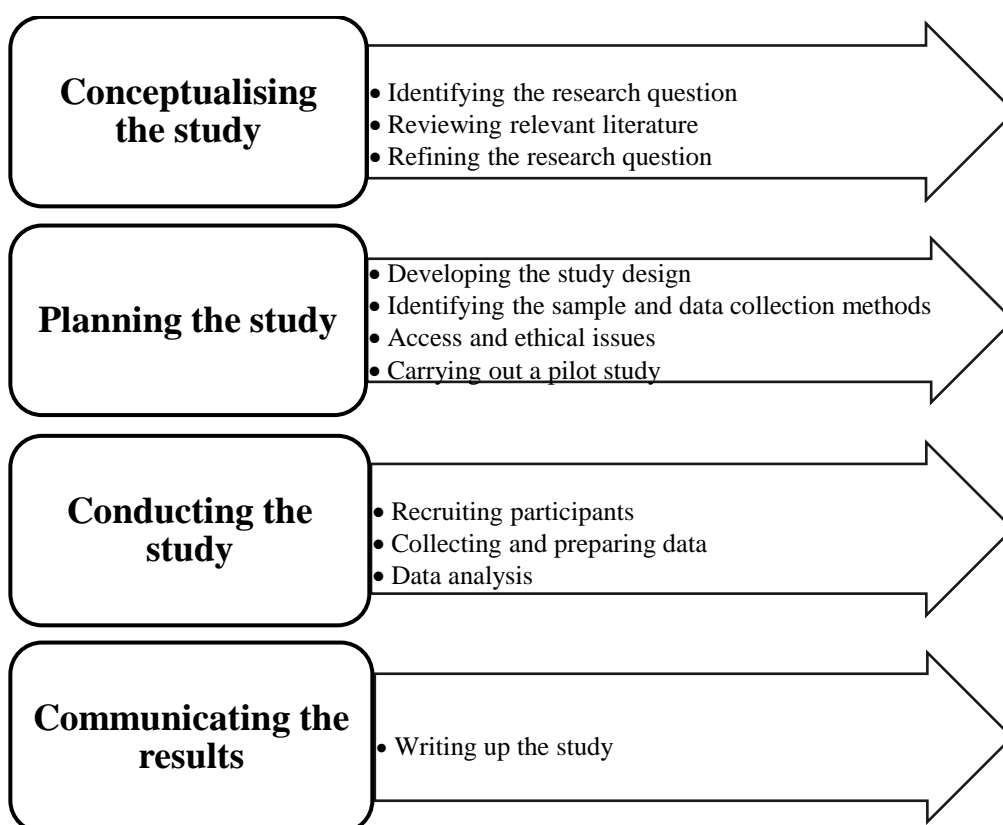 Conceptualising
the study
• Identifying the research question
• Reviewing relevant literature
• Refining the research question
Planning the study
• Developing the study design
• Identifying the sample and data collection methods
• Access and ethical issues
• Carrying out a pilot study
Conducting the
study
• Recruiting participants
• Collecting and preparing data
• Data analysis
Communicating the
results
• Writing up the study